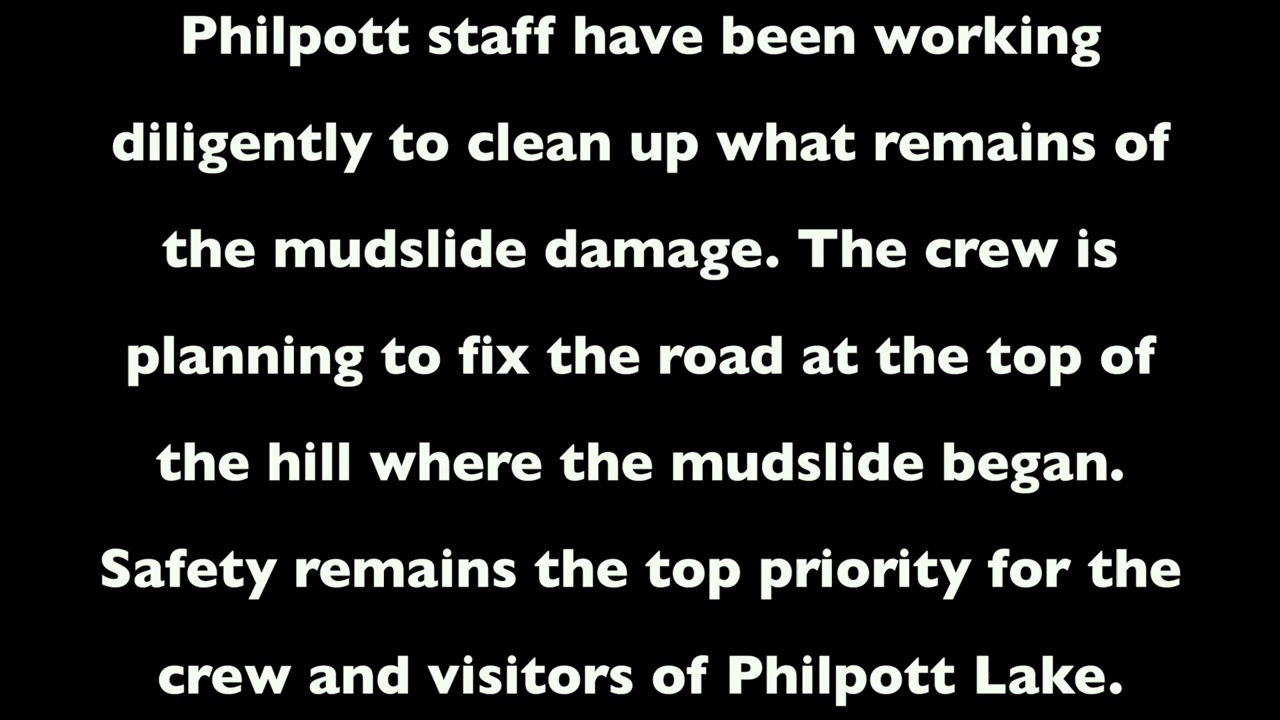 Philpott staff have been working
diligently to clean up what remains of
the mudslide damage. The crew is
planning to fix the road at the top of
the hill where the mudslide began.
Safety remains the top priority for the
crew and visitors of Philpott Lake.